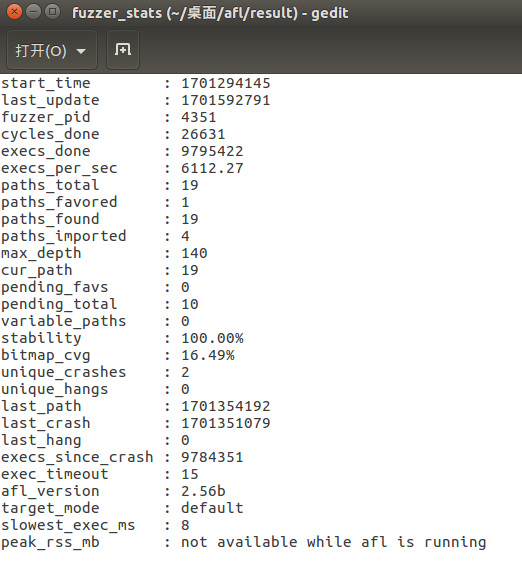 fuzzer_stats (~/桌面/afl/result) - gedit
打开(O)
start_time : 1701294145
last_update : 1701592791
fuzzer_pid : 4351
cycles_done : 26631
execs_done : 9795422
execs_per_sec : 6112.27
paths_total : 19
paths_favored : 1
paths_found : 19
paths_imported : 4
max_depth : 140
cur_path : 19
pending_favs : 0
pending_total : 10
variable_paths : 0
stability : 100.00%
bitmap_cvg : 16.49%
unique_crashes : 2
unique_hangs : 0
last_path : 1701354192
last_crash : 1701351079
last_hang : 0
execs_since_crash : 9784351
exec_timeout : 15
afl_version : 2.56b
target_mode : default
slowest_exec_ms : 8
peak_rss_mb : not available while afl is running